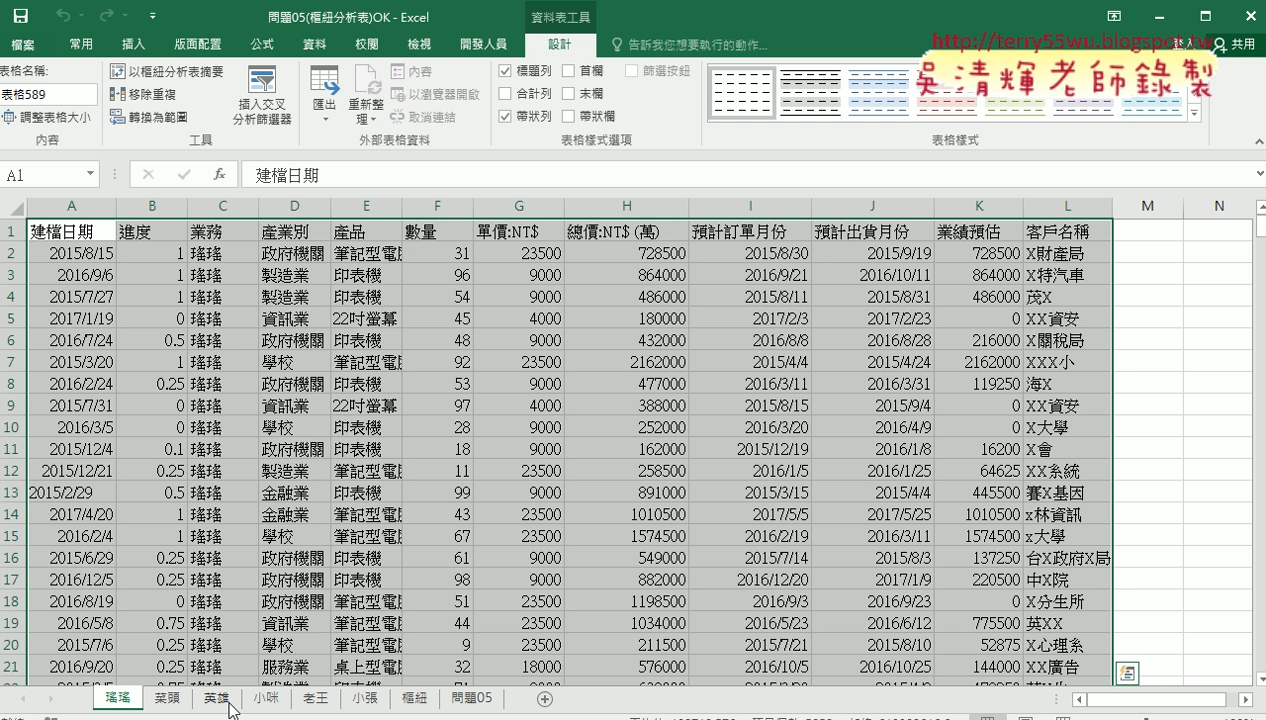 問題05(樞紐分析表)OK - Excel
資料表工具
檔案 常用 插入 版面配置 公式 資料 校閱 檢視 開發人員 設計 告訴我您想要執行的動作... 共用
http://terry55wu.blogspot.tw
吳清輝老師錄製
表格名稱:
表格589
調整表格大小
內容
以樞紐分析表摘要
移除重複
轉換為範圍
插入交叉
分析篩選器
工具
匯出
重新整
理
內容
以瀏覽器開啟
取消連結
外部表格資料
標題列 首欄 篩選按鈕
合計列 末欄
帶狀列 帶狀欄
表格樣式選項
表格樣式
A1 fx 建檔日期
A B C D E F G H I J K L M N
1 建檔日期 進度 業務 產業別 產品 數量 單價:NT$ 總價:NT$ (萬) 預計訂單月份 預計出貨月份 業績預估 客戶名稱
2 2015/8/15 1 瑤瑤 政府機關 筆記型電腦 31 23500 728500 2015/8/30 2015/9/19 728500 X財產局
3 2016/9/6 1 瑤瑤 製造業 印表機 96 9000 864000 2016/9/21 2016/10/11 864000 X特汽車
4 2015/7/27 1 瑤瑤 製造業 印表機 54 9000 486000 2015/8/11 2015/8/31 486000 茂X
5 2017/1/19 0 瑤瑤 資訊業 22吋螢幕 45 4000 180000 2017/2/3 2017/2/23 0 XX資安
6 2016/7/24 0.5 瑤瑤 政府機關 印表機 48 9000 432000 2016/8/8 2016/8/28 216000 X關稅局
7 2015/3/20 1 瑤瑤 學校 筆記型電腦 92 23500 2162000 2015/4/4 2015/4/24 2162000 XXX小
8 2016/2/24 0.25 瑤瑤 政府機關 印表機 53 9000 477000 2016/3/11 2016/3/31 119250 海X
9 2015/7/31 0 瑤瑤 資訊業 22吋螢幕 97 4000 388000 2015/8/15 2015/9/4 0 XX資安
10 2016/3/5 0 瑤瑤 學校 印表機 28 9000 252000 2016/3/20 2016/4/9 0 X大學
11 2015/12/4 0.1 瑤瑤 政府機關 印表機 18 9000 162000 2015/12/19 2016/1/8 16200 X會
12 2015/12/21 0.25 瑤瑤 製造業 筆記型電腦 11 23500 258500 2016/1/5 2016/1/25 64625 XX系統
13 2015/2/29 0.5 瑤瑤 金融業 印表機 99 9000 891000 2015/3/15 2015/4/4 445500 賽X基因
14 2017/4/20 1 瑤瑤 金融業 筆記型電腦 43 23500 1010500 2017/5/5 2017/5/25 1010500 x林資訊
15 2016/2/4 1 瑤瑤 學校 筆記型電腦 67 23500 1574500 2016/2/19 2016/3/11 1574500 x大學
16 2015/6/29 0.25 瑤瑤 政府機關 印表機 61 9000 549000 2015/7/14 2015/8/3 137250 台X政府X局
17 2016/12/5 0.25 瑤瑤 政府機關 印表機 98 9000 882000 2016/12/20 2017/1/9 220500 中X院
18 2016/8/19 0 瑤瑤 政府機關 筆記型電腦 51 23500 1198500 2016/9/3 2016/9/23 0 X分生所
19 2016/5/8 0.75 瑤瑤 資訊業 筆記型電腦 44 23500 1034000 2016/5/23 2016/6/12 775500 英XX
20 2015/7/6 0.25 瑤瑤 學校 筆記型電腦 9 23500 211500 2015/7/21 2015/8/10 52875 X心理系
21 2016/9/20 0.25 瑤瑤 服務業 桌上型電腦 32 18000 576000 2016/10/5 2016/10/25 144000 XX廣告
瑤瑤 菜頭 英雄 小咪 老王 小張 樞紐 問題05